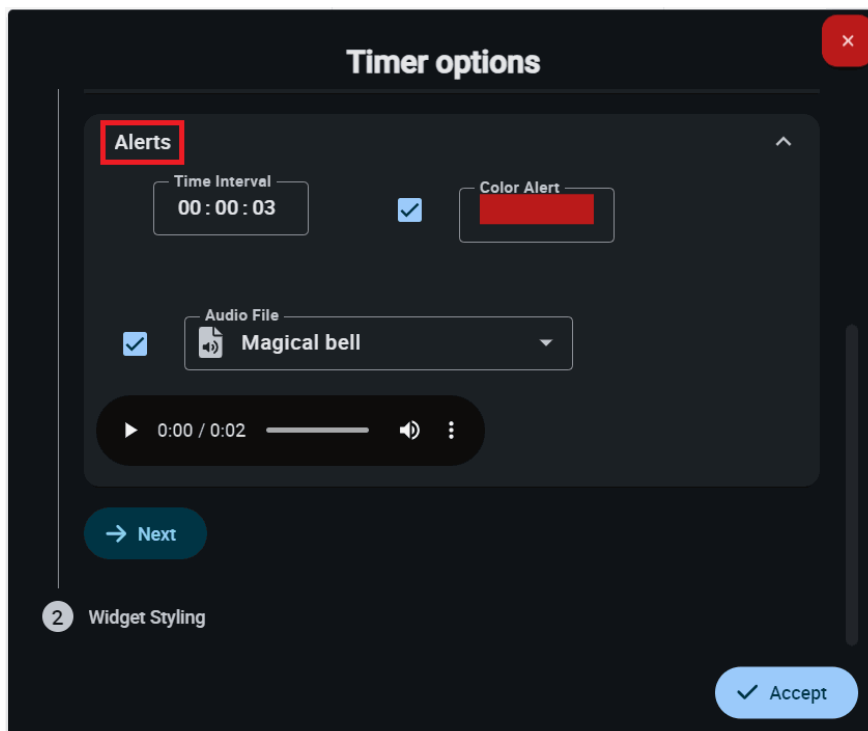 Timer options
Alerts
Time Interval
00 : 00 : 03
Color Alert
Audio File
Magical bell
0:00 / 0:02
Next
2 Widget Styling
Accept